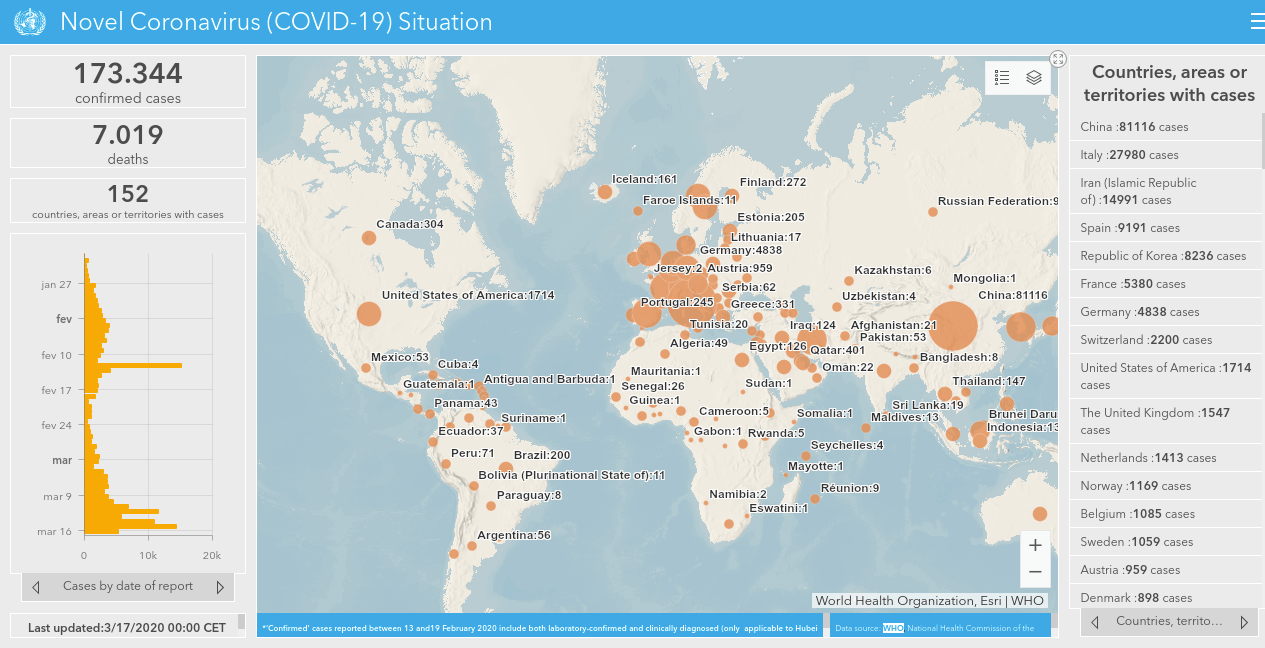 Novel Coronavirus (COVID-19) Situation
173.344
confirmed cases
7.019
deaths
152
countries, areas or territories with cases
jan 27
fev
fev 10
fev 17
fev 24
mar
mar 9
mar 16
0
10k
20k
Cases by date of report
Last updated:3/17/2020 00:00 CET
Iceland:161
Finland:272
Faroe Islands:11
Russian Federation:9
Canada:304
Estonia:205
Lithuania:17
Germany:4838
Jersey:2
Austria:959
Kazakhstan:6
Mongolia:1
Serbia:62
United States of America:1714
Uzbekistan:4
China:81116
Portugal:245
Greece:331
Tunisia:20
Iraq:124
Afghanistan:21
Pakistan:53
Algeria:49
Egypt:126
Qatar:401
Mexico:53
Bangladesh:8
Cuba:4
Mauritania:1
Oman:22
Guatemala:1
Antigua and Barbuda:1
Senegal:26
Sudan:1
Thailand:147
Panama:43
Guinea:1
Sri Lanka:19
Suriname:1
Cameroon:5
Somalia:1
Maldives:13
Brunei Daru
Ecuador:37
Gabon:1
Rwanda:5
Indonesia:13
Peru:71
Brazil:200
Seychelles:4
Bolivia (Plurinational State of):11
Mayotte:1
Paraguay:8
Namibia:2
Réunion:9
Eswatini:1
Argentina:56
+
−
World Health Organization, Esri | WHO
*'Confirmed' cases reported between 13 and19 February 2020 include both laboratory-confirmed and clinically diagnosed (only applicable to Hubei
Data source: WHO, National Health Commission of the
Countries, areas or
territories with cases
China :81116 cases
Italy :27980 cases
Iran (Islamic Republic
of) :14991 cases
Spain :9191 cases
Republic of Korea :8236 cases
France :5380 cases
Germany :4838 cases
Switzerland :2200 cases
United States of America :1714
cases
The United Kingdom :1547
cases
Netherlands :1413 cases
Norway :1169 cases
Belgium :1085 cases
Sweden :1059 cases
Austria :959 cases
Denmark :898 cases
Countries, territo...